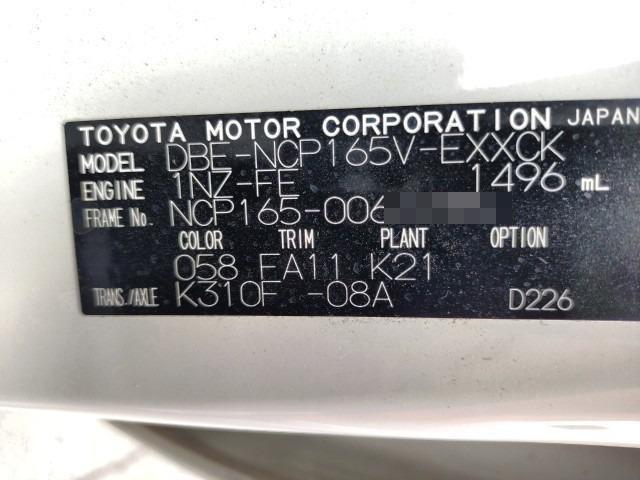 TOYOTA MOTOR CORPORATION JAPAN
MODEL DBE-NCP165V-EXXCK
ENGINE 1NZ-FE 1496 mL
FRAME No. NCP165-006
COLOR TRIM PLANT OPTION
058 FA11 K21
TRANS./AXLE K310F -08A D226